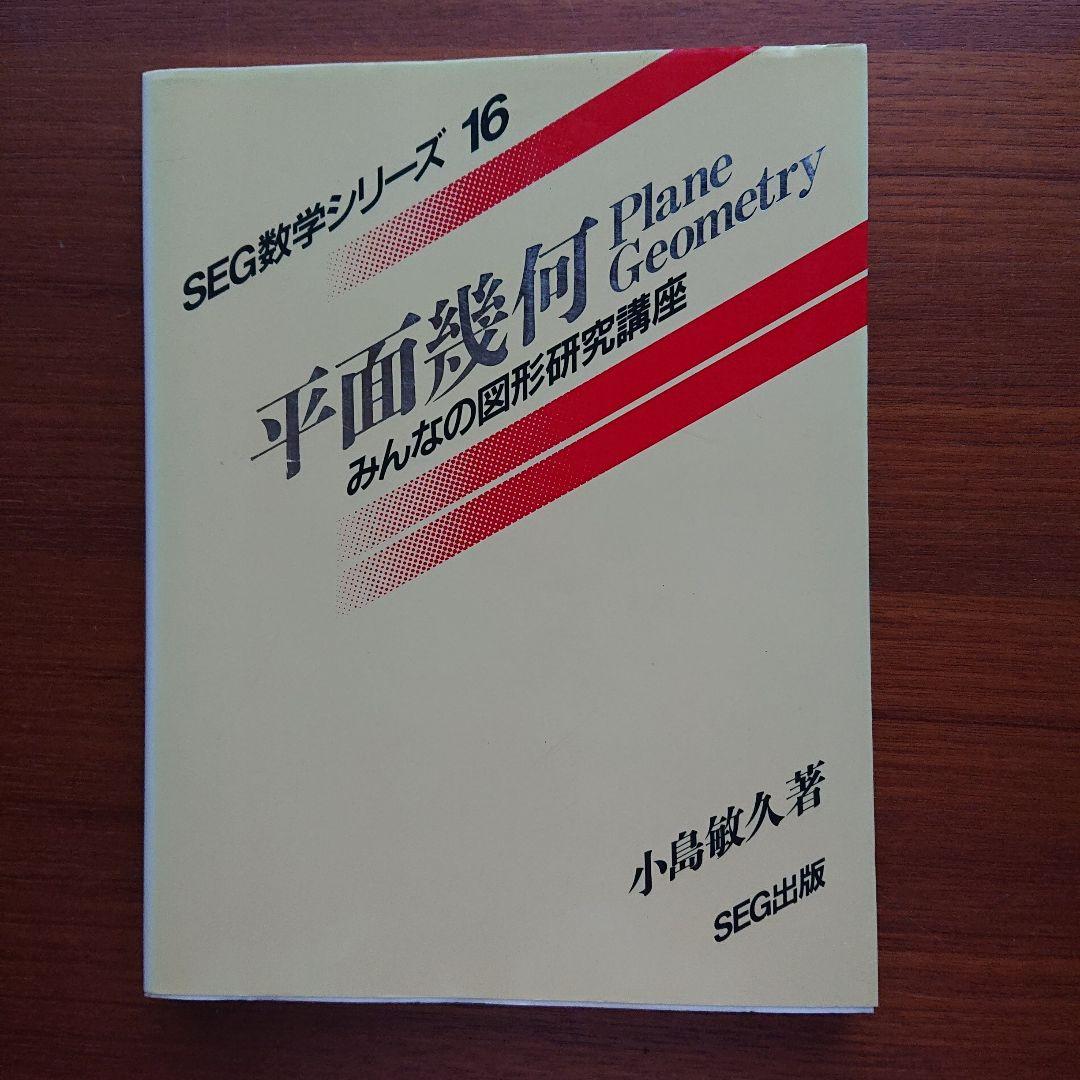 SEG数学シリーズ 16
平面幾何
Plane
Geometry
みんなの図形研究講座
小島敏久著
SEG出版